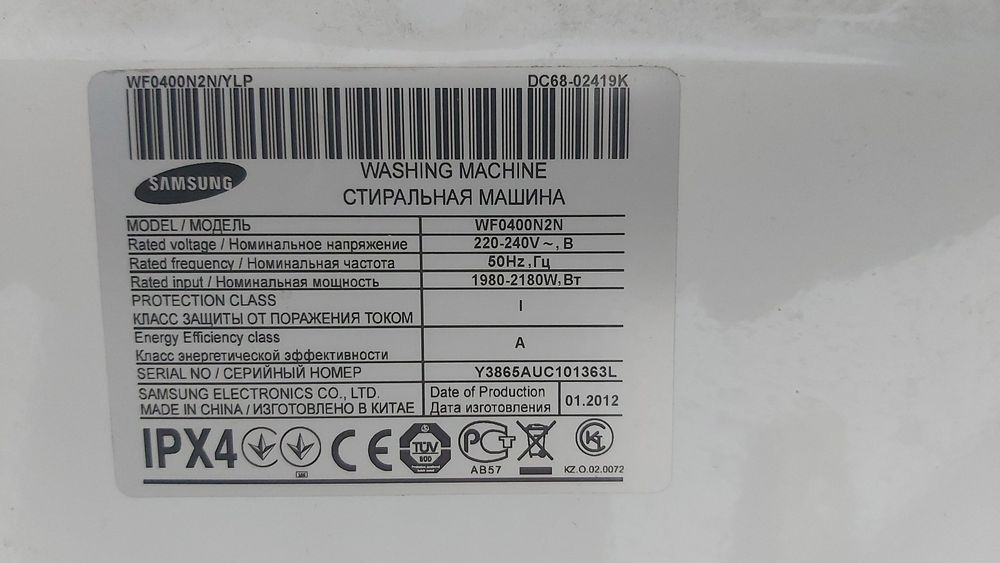 WF0400N2N/YLP DC68-02419K
SAMSUNG
WASHING MACHINE
СТИРАЛЬНАЯ МАШИНА
MODEL / МОДЕЛЬ WF0400N2N
Rated voltage / Номинальное напряжение 220-240V ~, В
Rated frequency / Номинальная частота 50Hz ,Гц
Rated input / Номинальная мощность 1980-2180W, Вт
PROTECTION CLASS
КЛАСС ЗАЩИТЫ ОТ ПОРАЖЕНИЯ ТОКОМ I
Energy Efficiency class
Класс энергетической эффективности A
SERIAL NO / СЕРИЙНЫЙ НОМЕР Y3865AUC101363L
SAMSUNG ELECTRONICS CO., LTD.
MADE IN CHINA / ИЗГОТОВЛЕНО В КИТАЕ
Date of Production
Дата изготовления 01.2012
IPX4 CE TÜV РСТ
АВ57 KZ.O.02.0072